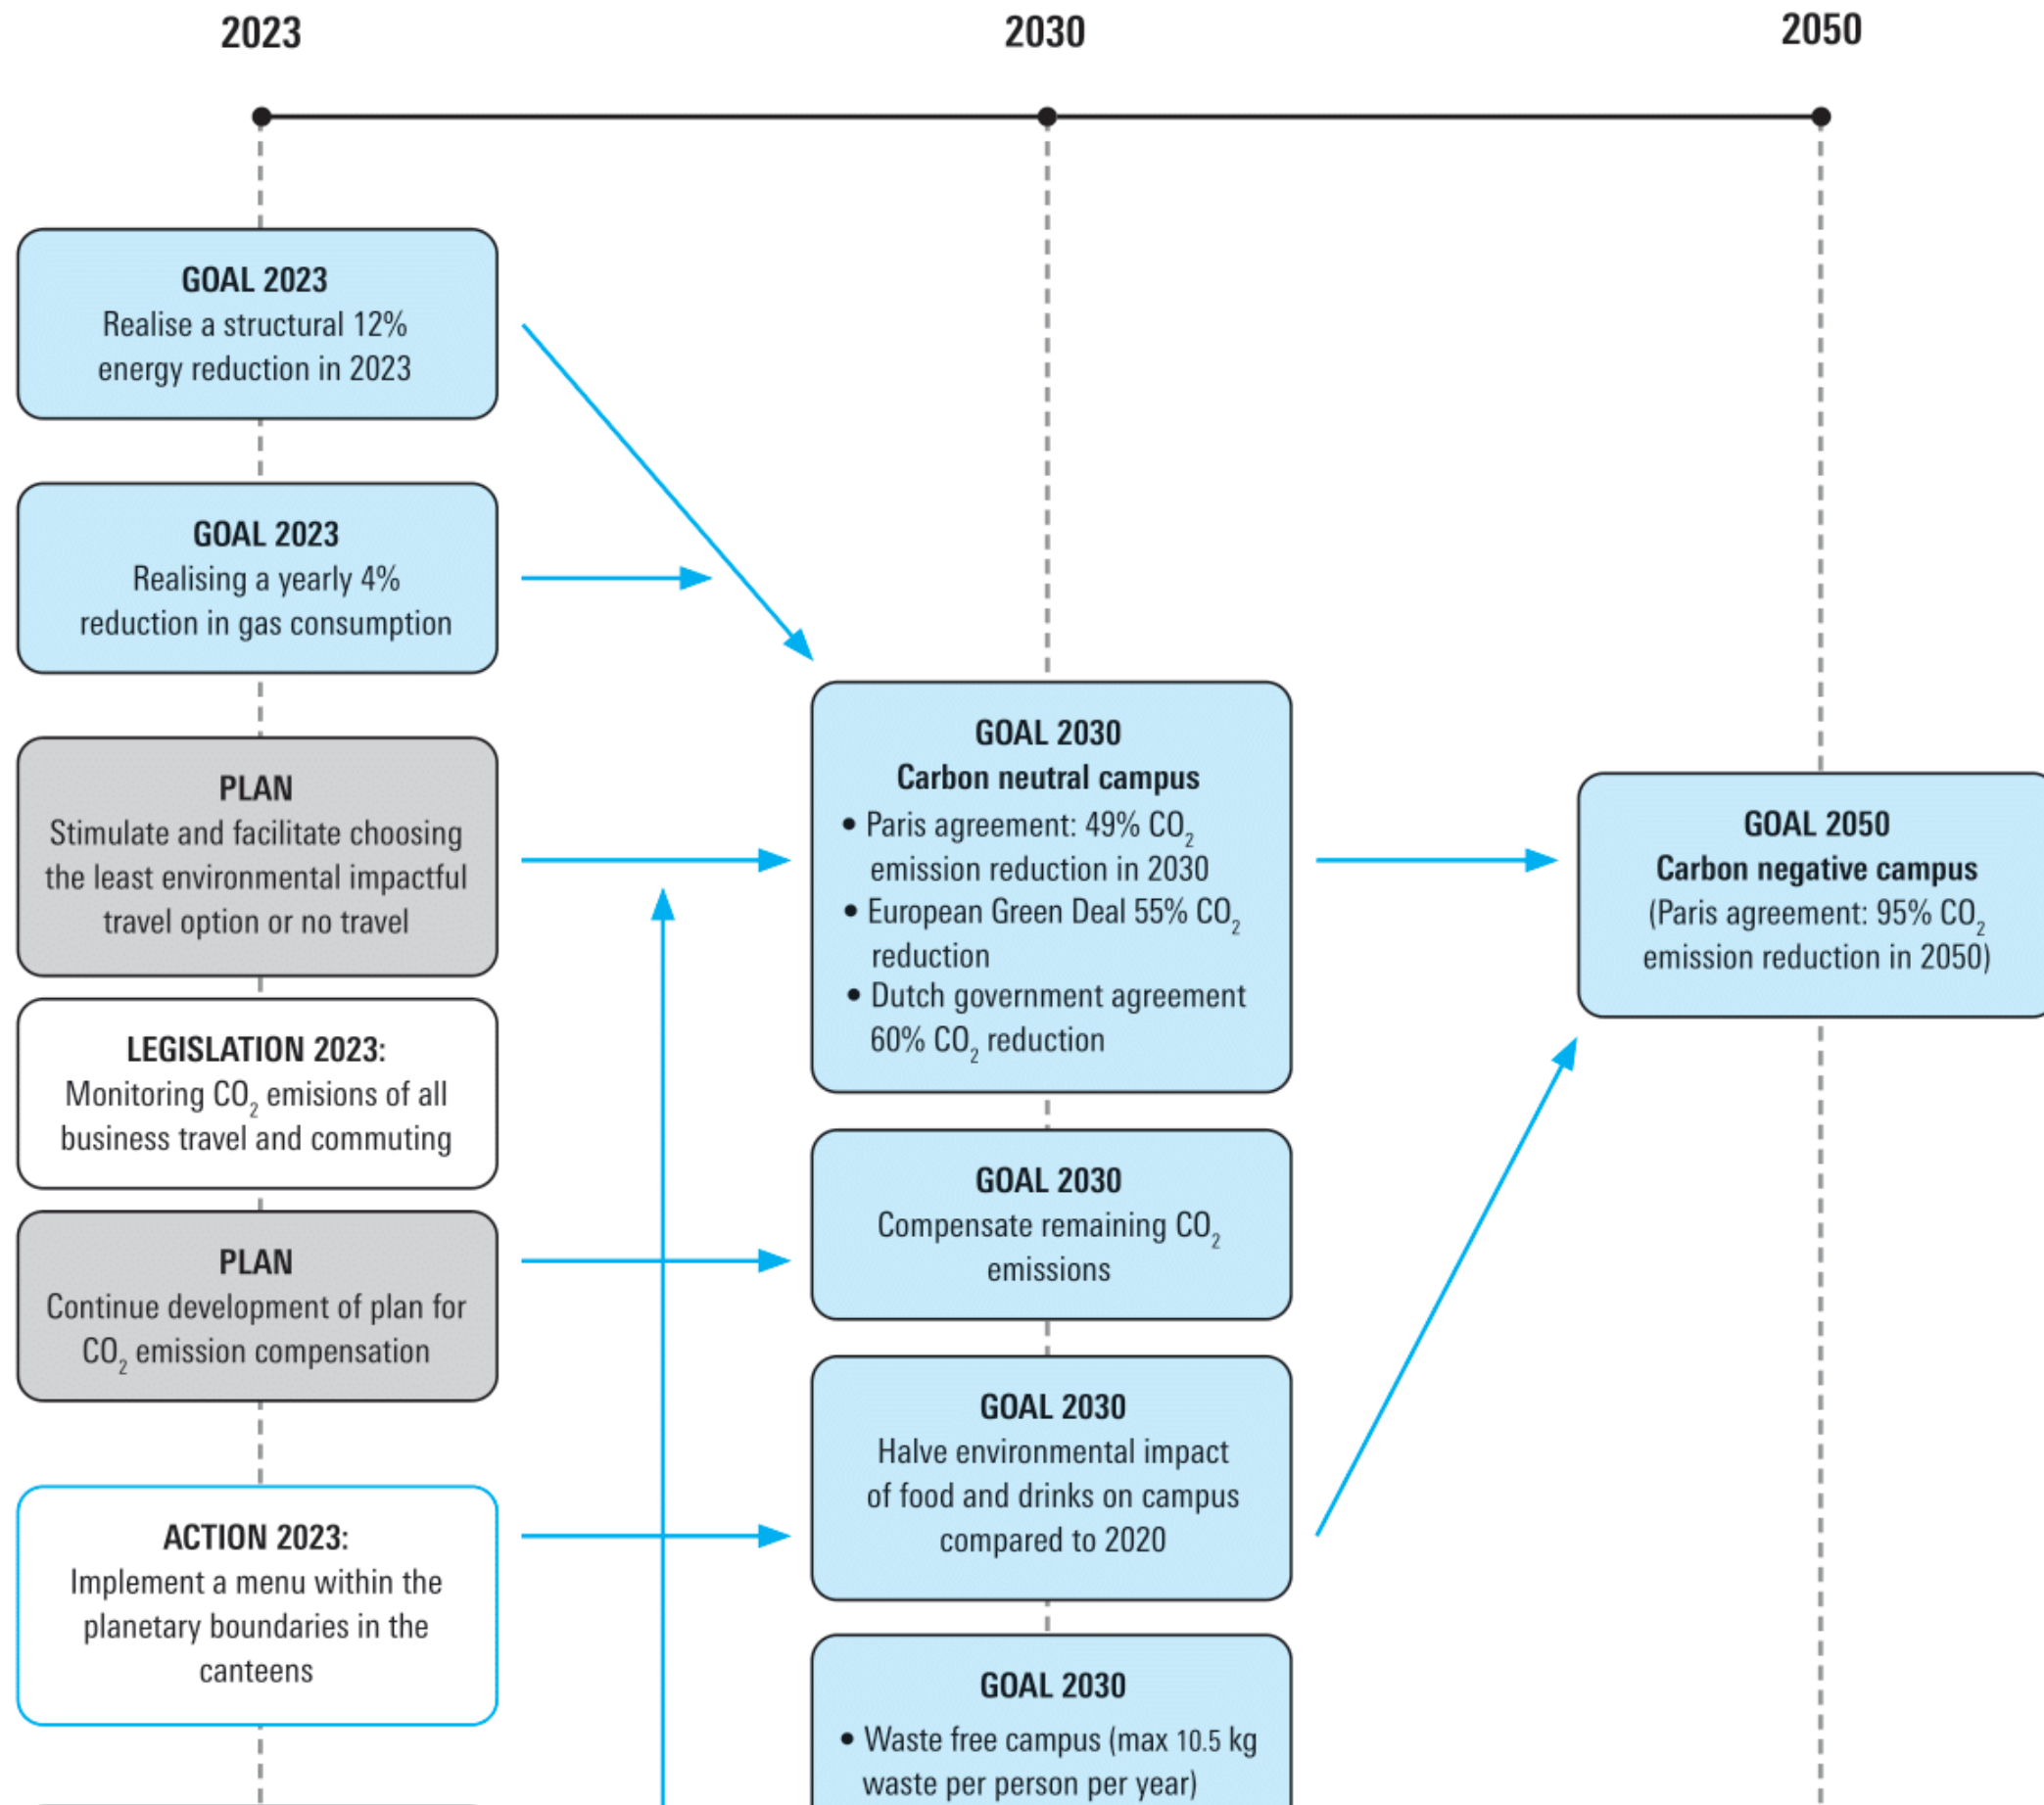 2023
2030
2050
GOAL 2023
Realise a structural 12%
energy reduction in 2023
GOAL 2023
Realising a yearly 4%
reduction in gas consumption
PLAN
Stimulate and facilitate choosing
the least environmental impactful
travel option or no travel
LEGISLATION 2023:
Monitoring CO₂ emisions of all
business travel and commuting
PLAN
Continue development of plan for
CO₂ emission compensation
ACTION 2023:
Implement a menu within the
planetary boundaries in the
canteens
GOAL 2030
Carbon neutral campus
• Paris agreement: 49% CO₂
emission reduction in 2030
• European Green Deal 55% CO₂
reduction
• Dutch government agreement
60% CO₂ reduction
GOAL 2030
Compensate remaining CO₂
emissions
GOAL 2030
Halve environmental impact
of food and drinks on campus
compared to 2020
GOAL 2030
• Waste free campus (max 10.5 kg
waste per person per year)
GOAL 2050
Carbon negative campus
(Paris agreement: 95% CO₂
emission reduction in 2050)